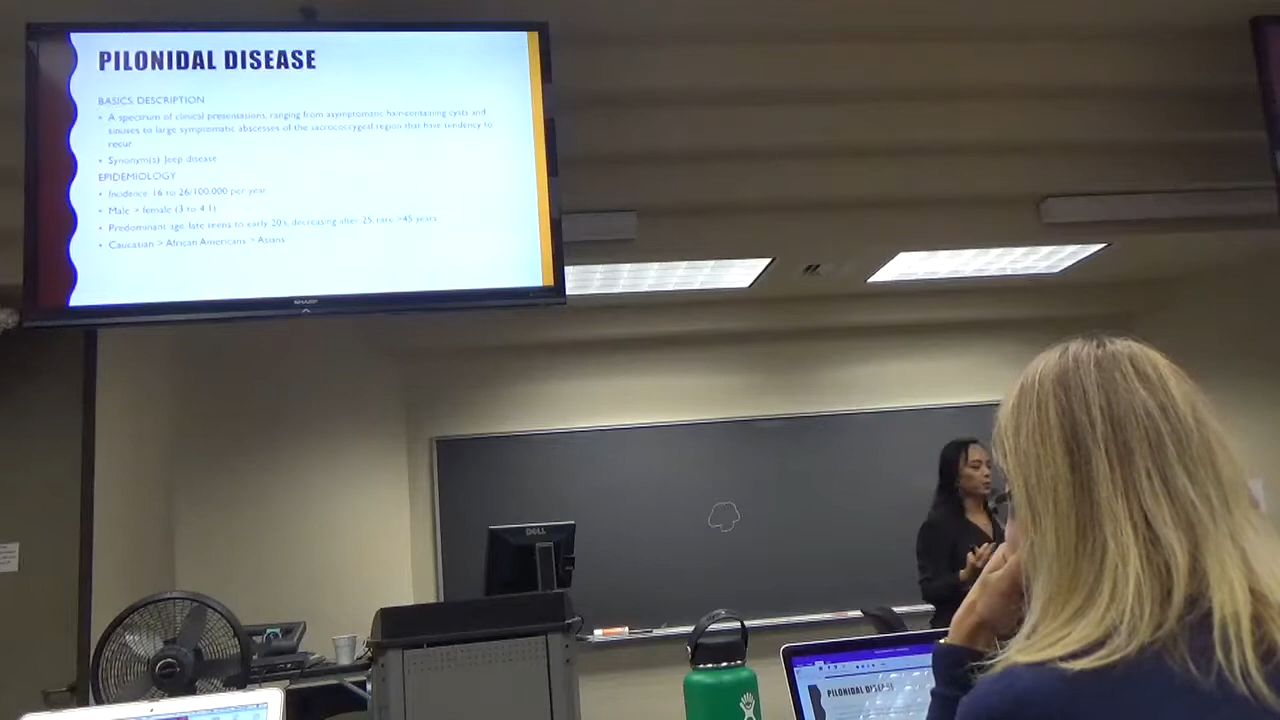 PILONIDAL DISEASE
BASICS: DESCRIPTION
• A spectrum of clinical presentations, ranging from asymptomatic hair-containing cysts and
sinuses to large symptomatic abscesses of the sacrococcygeal region that have tendency to
recur
• Synonym(s): Jeep disease
EPIDEMIOLOGY
• Incidence: 16 to 26/100,000 per year
• Male > female (3 to 4:1)
• Predominant age: late teens to early 20's, decreasing after 25, rare >45 years
• Caucasian > African Americans > Asians
SHARP
DELL
PILONIDAL DISEASE